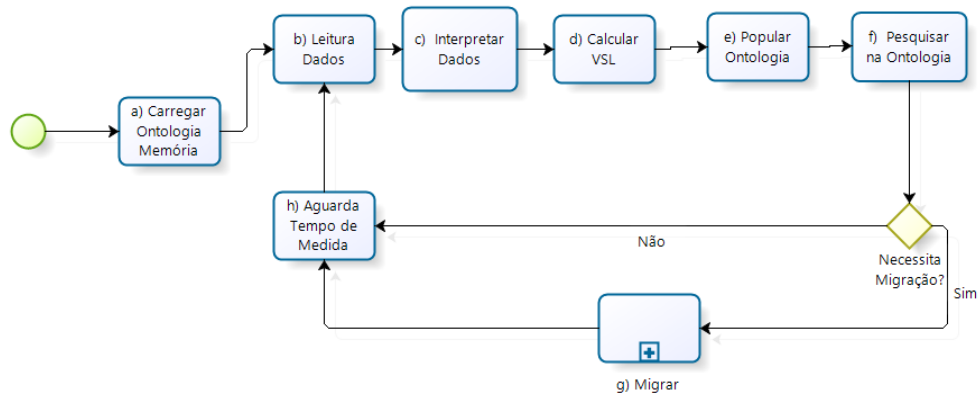 a) Carregar
Ontologia
Memória
b) Leitura
Dados
c) Interpretar
Dados
d) Calcular
VSL
e) Popular
Ontologia
f) Pesquisar
na Ontologia
Necessita
Migração?
Não
Sim
g) Migrar
h) Aguarda
Tempo de
Medida